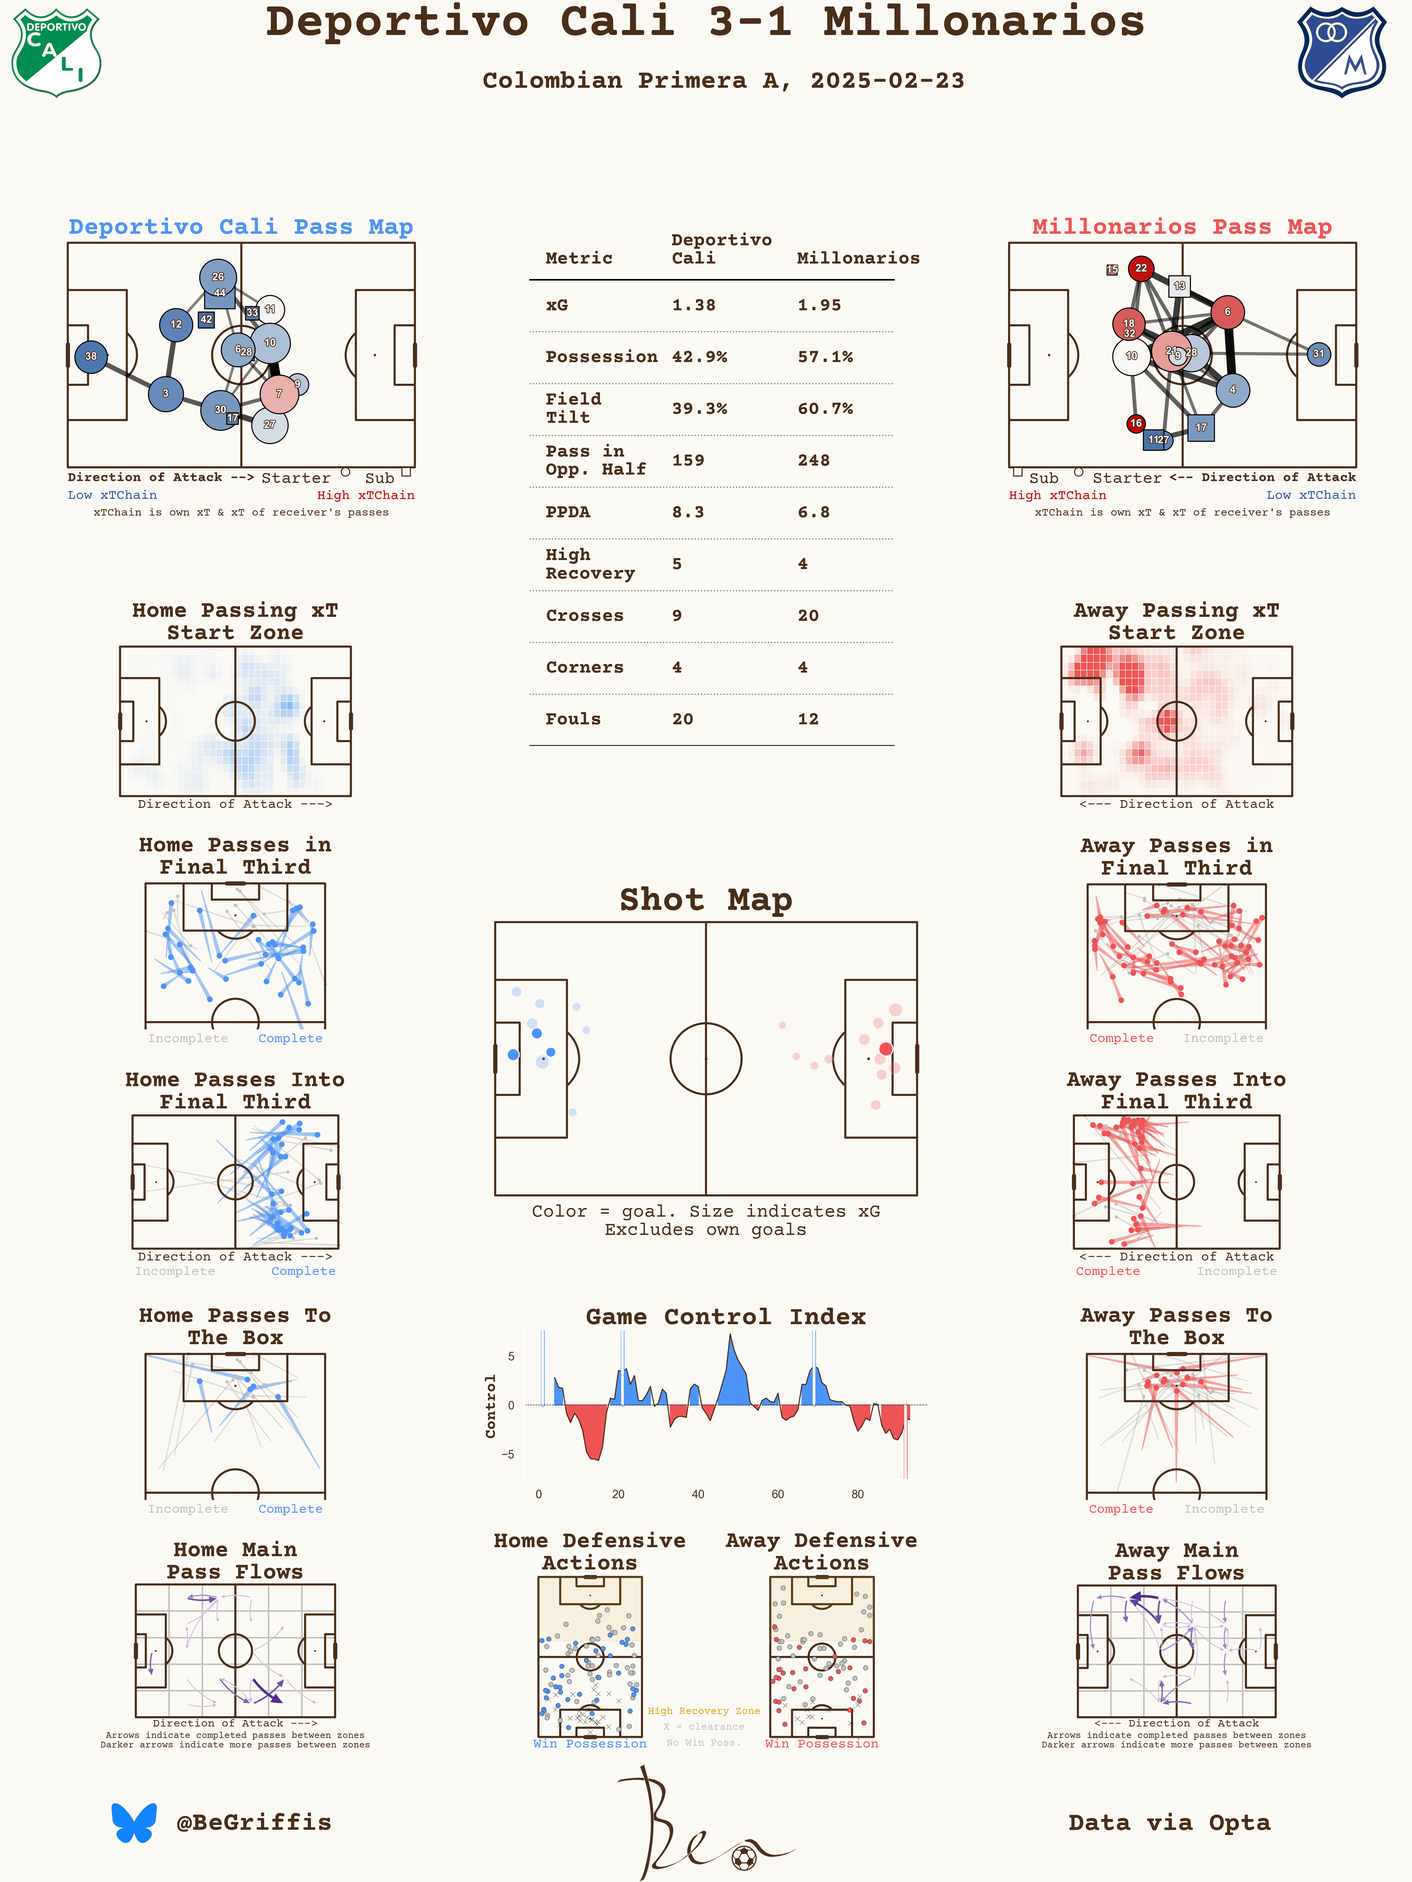 Deportivo Cali 3-1 Millonarios
Colombian Primera A, 2025-02-23
DEPORTIVO
CALI
M
Deportivo Cali Pass Map
26
44
11
42
33
12
10
6
28
38
9
3
7
30
17
27
Direction of Attack --> Starter Sub
Low xTChain High xTChain
xTChain is own xT & xT of receiver's passes
Metric Deportivo Cali Millonarios
xG 1.38 1.95
Possession 42.9% 57.1%
Field Tilt 39.3% 60.7%
Pass in Opp. Half 159 248
PPDA 8.3 6.8
High Recovery 5 4
Crosses 9 20
Corners 4 4
Fouls 20 12
Millonarios Pass Map
15
22
13
6
18
32
21
28
10
9
31
4
16
17
11
27
Sub Starter <-- Direction of Attack
High xTChain Low xTChain
xTChain is own xT & xT of receiver's passes
Home Passing xT
Start Zone
Direction of Attack --->
Away Passing xT
Start Zone
<--- Direction of Attack
Home Passes in
Final Third
Incomplete Complete
Away Passes in
Final Third
Complete Incomplete
Shot Map
Color = goal. Size indicates xG
Excludes own goals
Home Passes Into
Final Third
Direction of Attack --->
Incomplete Complete
Away Passes Into
Final Third
<--- Direction of Attack
Complete Incomplete
Home Passes To
The Box
Incomplete Complete
Game Control Index
Control
5
0
−5
0 20 40 60 80
Away Passes To
The Box
Complete Incomplete
Home Main
Pass Flows
Direction of Attack --->
Arrows indicate completed passes between zones
Darker arrows indicate more passes between zones
Home Defensive
Actions
Win Possession
High Recovery Zone
X = clearance
No Win Poss.
Away Defensive
Actions
Win Possession
Away Main
Pass Flows
<--- Direction of Attack
Arrows indicate completed passes between zones
Darker arrows indicate more passes between zones
@BeGriffis
Ben
Data via Opta